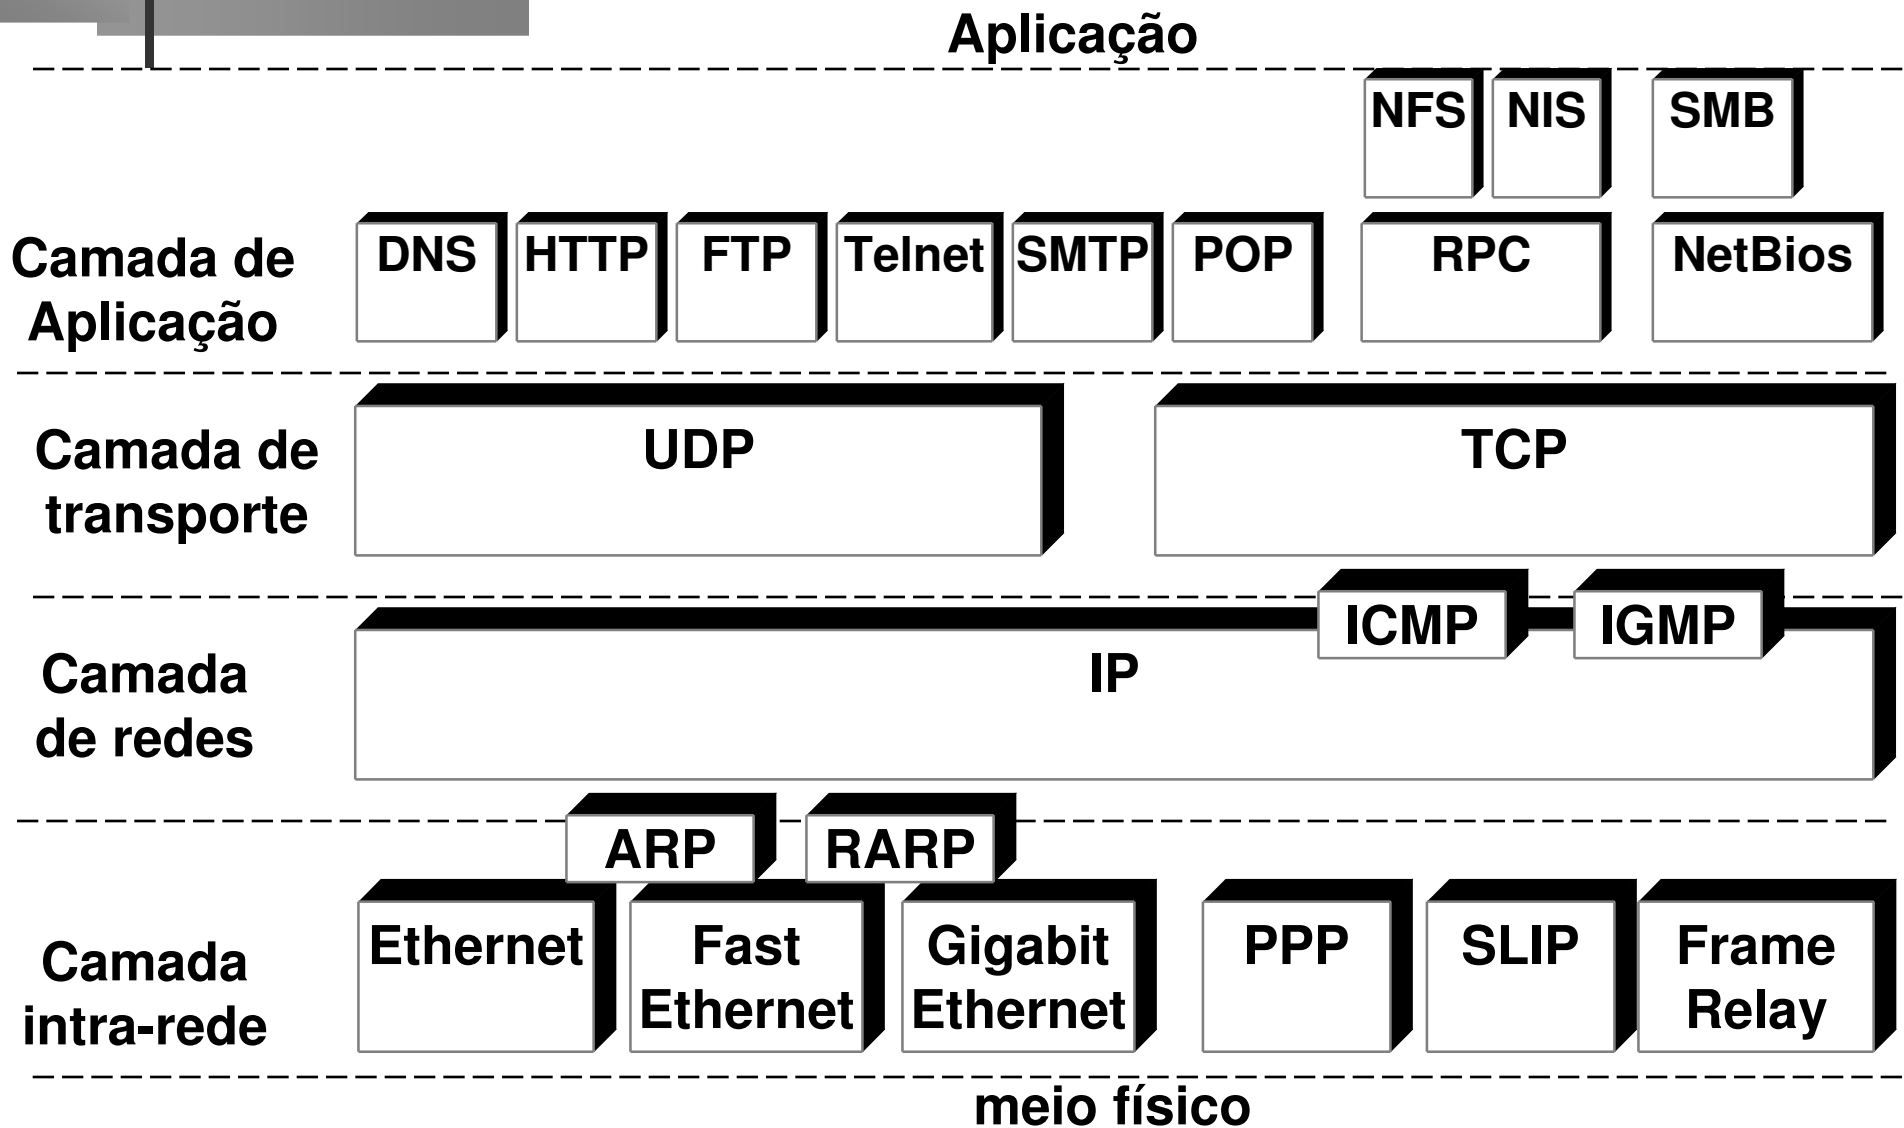 Aplicação
NFS NIS SMB
Camada de
Aplicação
DNS HTTP FTP Telnet SMTP POP RPC NetBios
Camada de
transporte
UDP TCP
ICMP IGMP
Camada
de redes
IP
ARP RARP
Camada
intra-rede
Ethernet
Fast
Ethernet
Gigabit
Ethernet
PPP
SLIP
Frame
Relay
meio físico